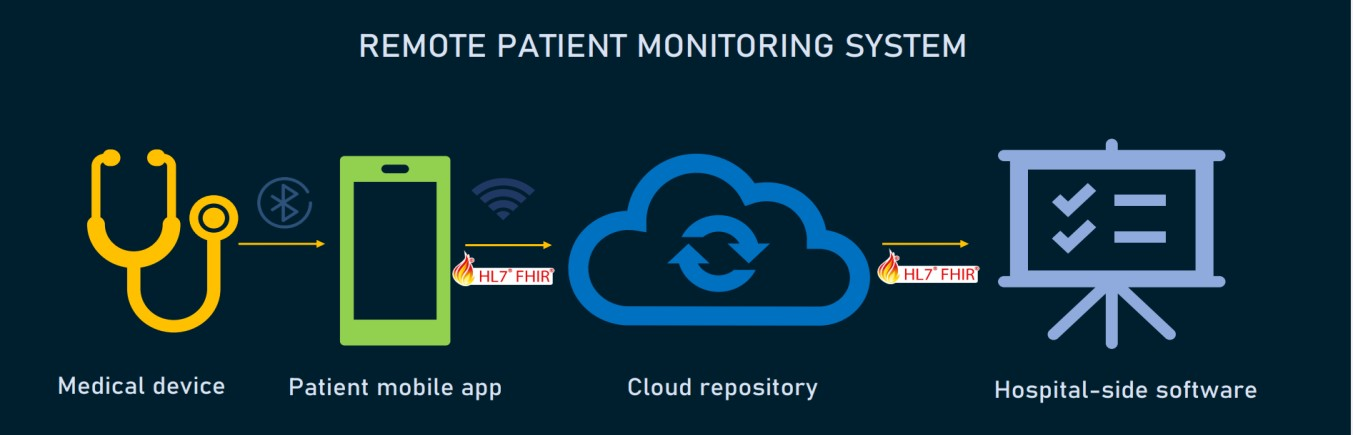 REMOTE PATIENT MONITORING SYSTEM
HL7® FHIR®
HL7® FHIR®
Medical device
Patient mobile app
Cloud repository
Hospital-side software